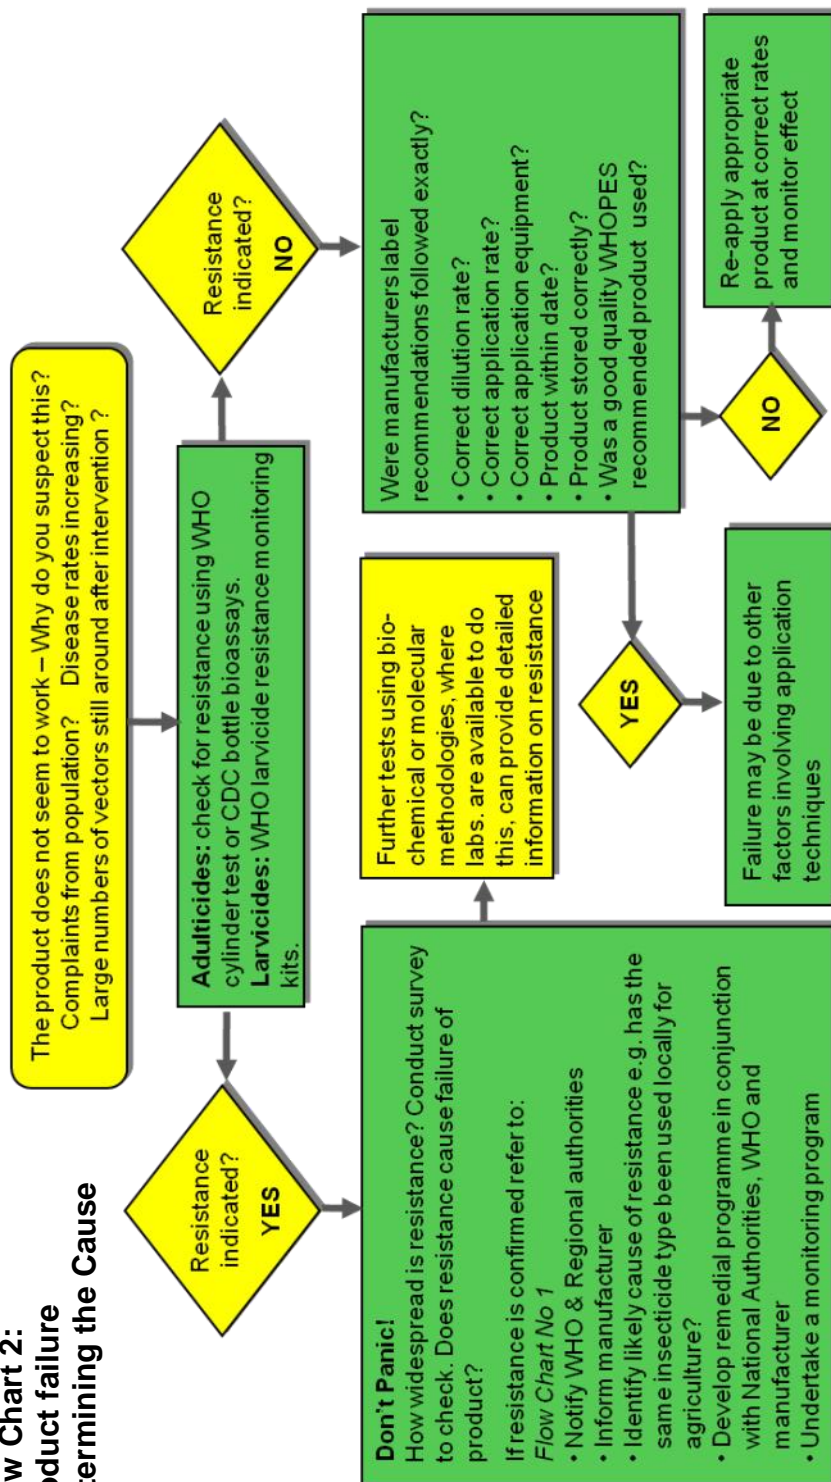 w Chart 2:
oduct failure
termining the Cause
The product does not seem to work – Why do you suspect this?
Complaints from population? Disease rates increasing?
Large numbers of vectors still around after intervention ?
Adulticides: check for resistance using WHO
cylinder test or CDC bottle bioassays.
Larvicides: WHO larvicide resistance monitoring
kits.
Resistance
indicated?
YES
Resistance
indicated?
NO
Don't Panic!
How widespread is resistance? Conduct survey
to check. Does resistance cause failure of
product?
If resistance is confirmed refer to:
Flow Chart No 1
• Notify WHO & Regional authorities
• Inform manufacturer
• Identify likely cause of resistance e.g. has the
same insecticide type been used locally for
agriculture?
• Develop remedial programme in conjunction
with National Authorities, WHO and
manufacturer
• Undertake a monitoring program
Further tests using bio-
chemical or molecular
methodologies, where
labs. are available to do
this, can provide detailed
information on resistance
Were manufacturers label
recommendations followed exactly?
• Correct dilution rate?
• Correct application rate?
• Correct application equipment?
• Product within date?
• Product stored correctly?
• Was a good quality WHOPES
recommended product used?
YES
Failure may be due to other
factors involving application
techniques
NO
Re-apply appropriate
product at correct rates
and monitor effect